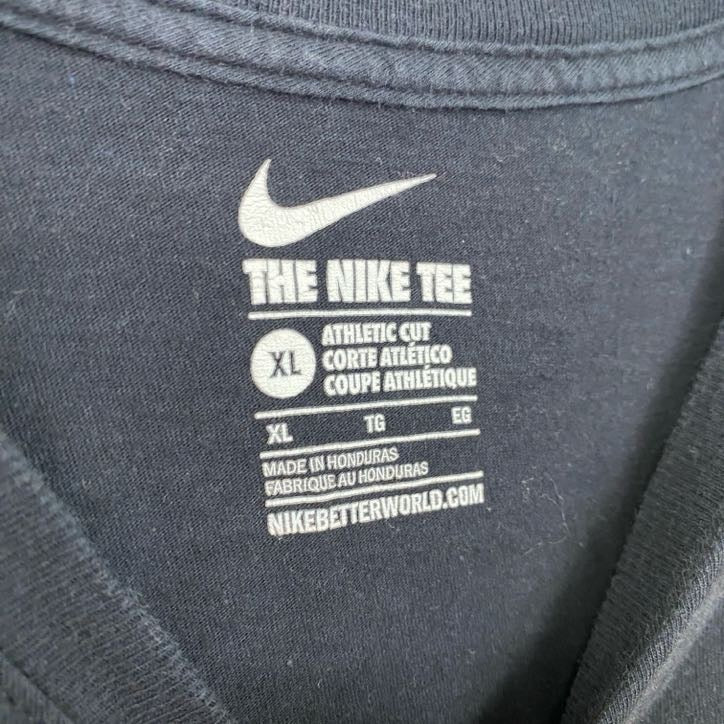 THE NIKE TEE
XL
ATHLETIC CUT
CORTE ATLÉTICO
COUPE ATHLÉTIQUE
XL TG EG
MADE IN HONDURAS
FABRIQUE AU HONDURAS
NIKEBETTERWORLD.COM